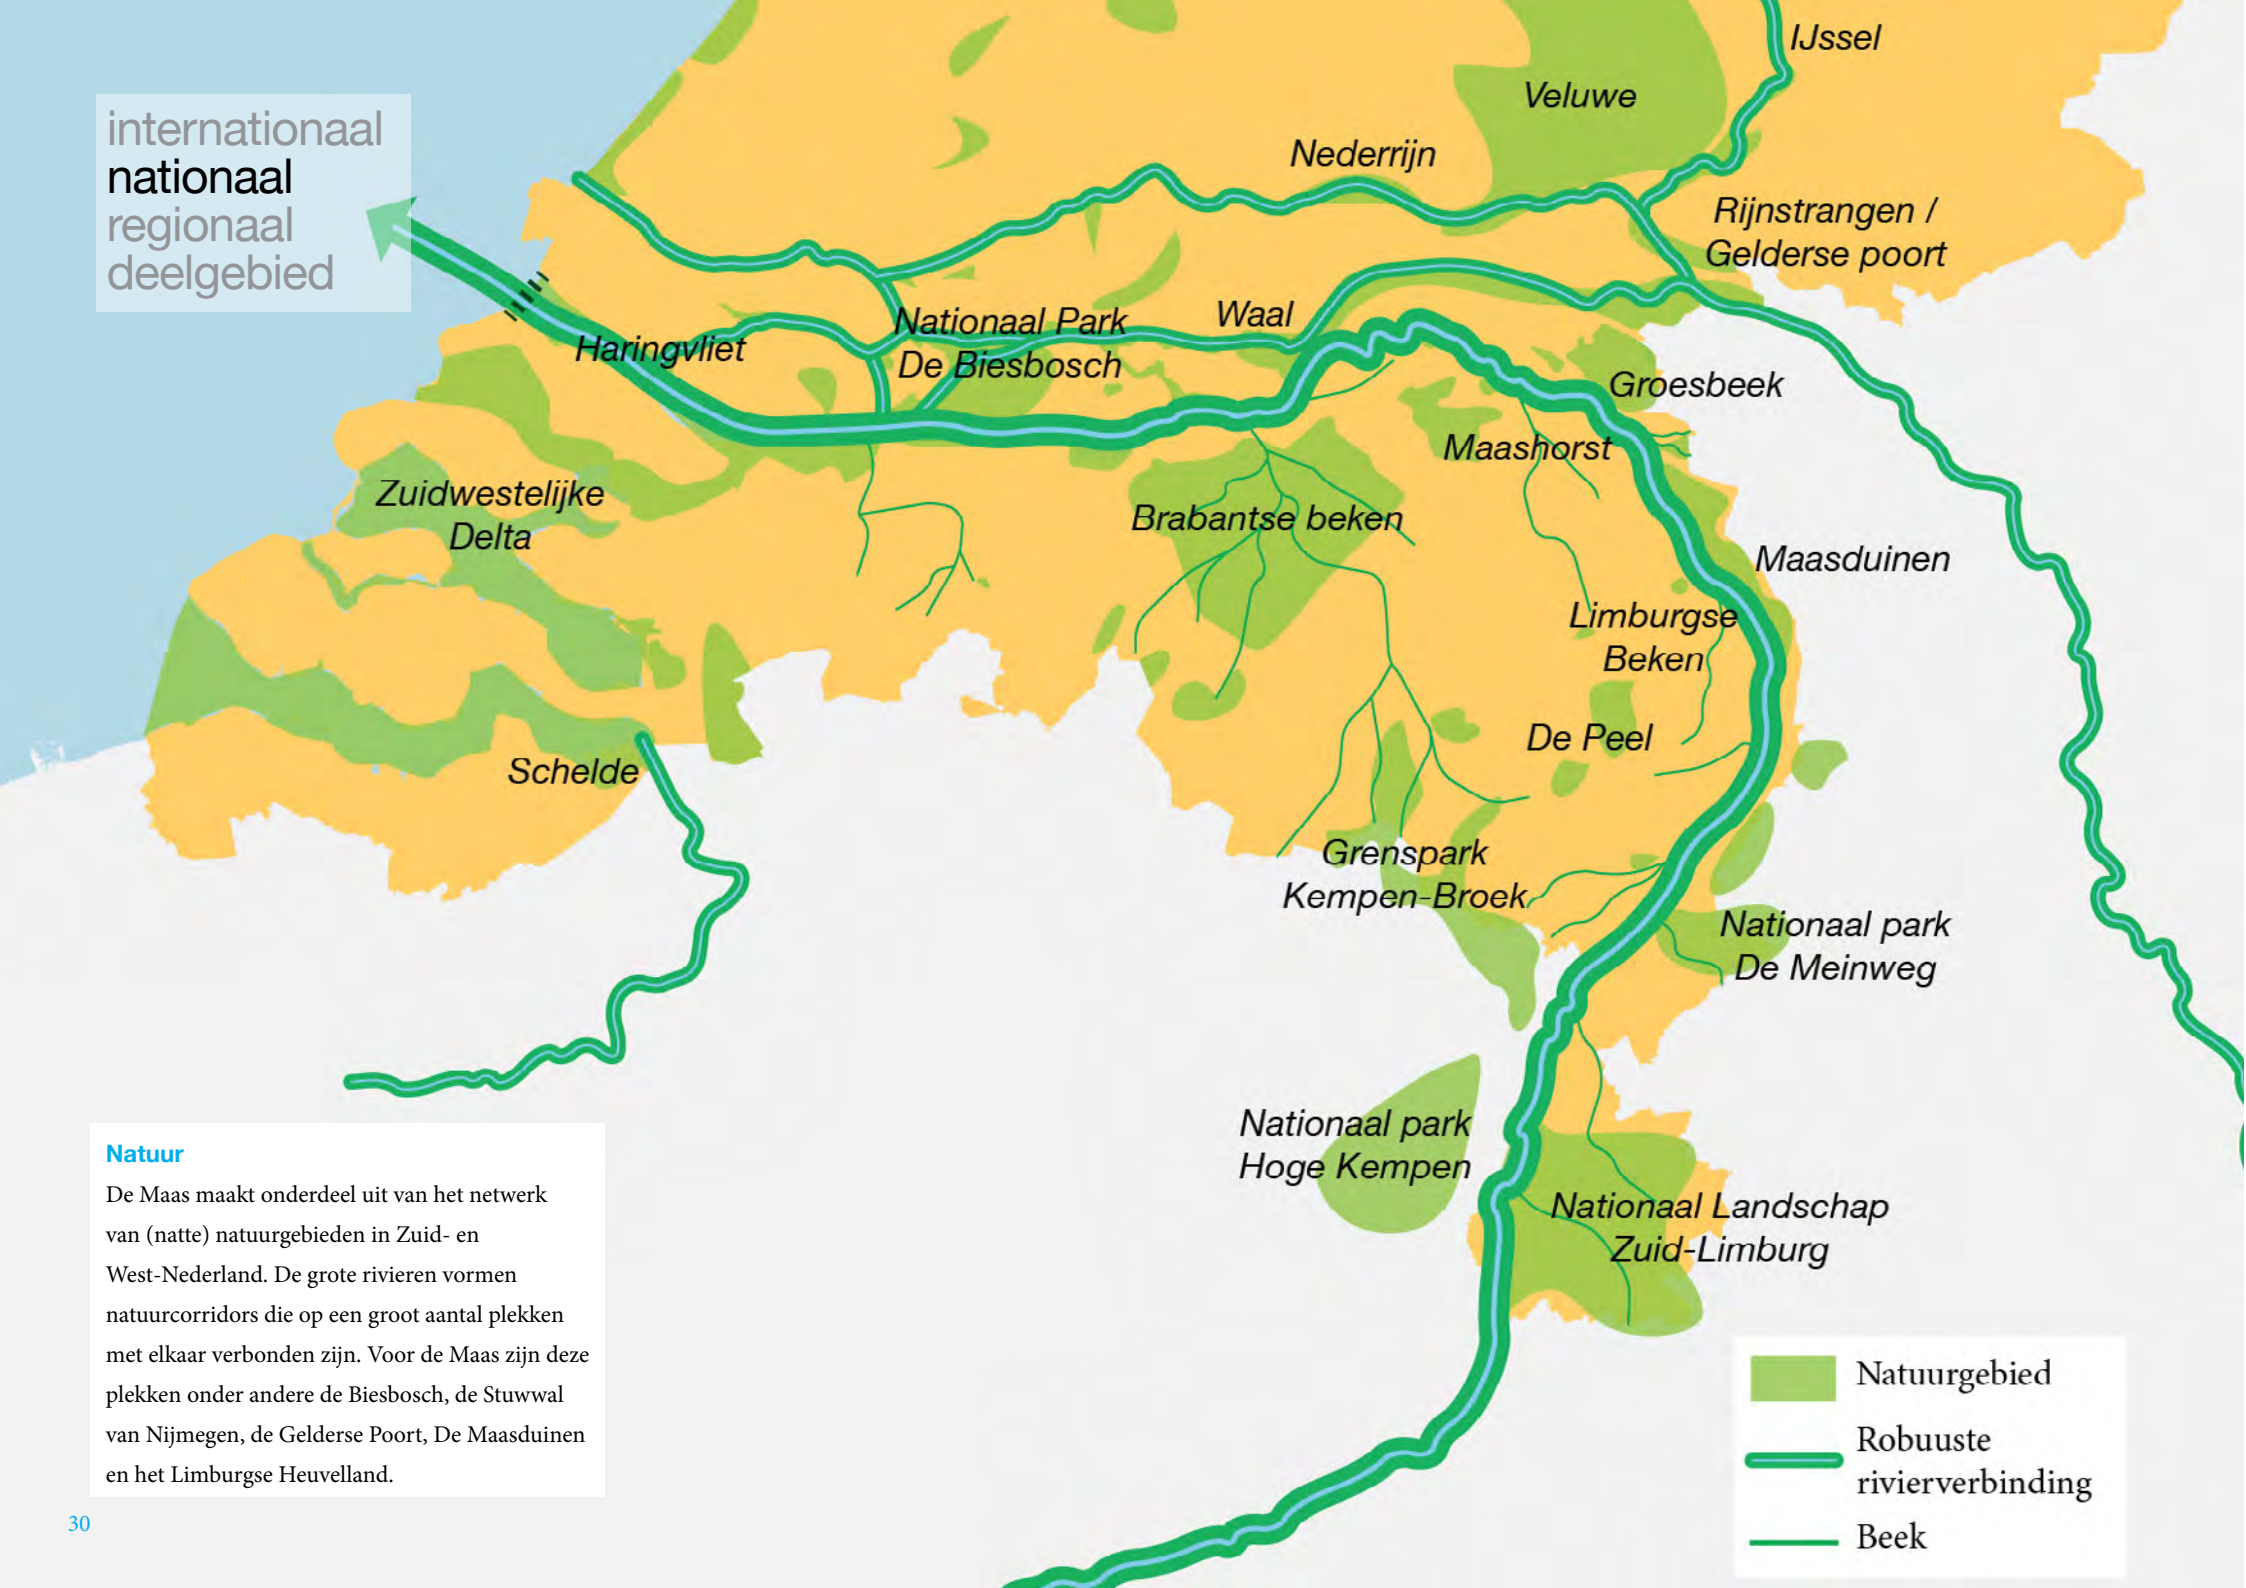 internationaal
nationaal
regionaal
deelgebied
IJssel
Veluwe
Nederrijn
Rijnstrangen /
Gelderse poort
Nationaal Park
De Biesbosch
Waal
Haringvliet
Groesbeek
Maashorst
Zuidwestelijke
Delta
Brabantse beken
Maasduinen
Limburgse
Beken
De Peel
Schelde
Grenspark
Kempen-Broek
Nationaal park
De Meinweg
Nationaal park
Hoge Kempen
Nationaal Landschap
Zuid-Limburg
Natuur
De Maas maakt onderdeel uit van het netwerk
van (natte) natuurgebieden in Zuid- en
West-Nederland. De grote rivieren vormen
natuurcorridors die op een groot aantal plekken
met elkaar verbonden zijn. Voor de Maas zijn deze
plekken onder andere de Biesbosch, de Stuwwal
van Nijmegen, de Gelderse Poort, De Maasduinen
en het Limburgse Heuvelland.
Natuurgebied
Robuuste
rivierverbinding
Beek
30